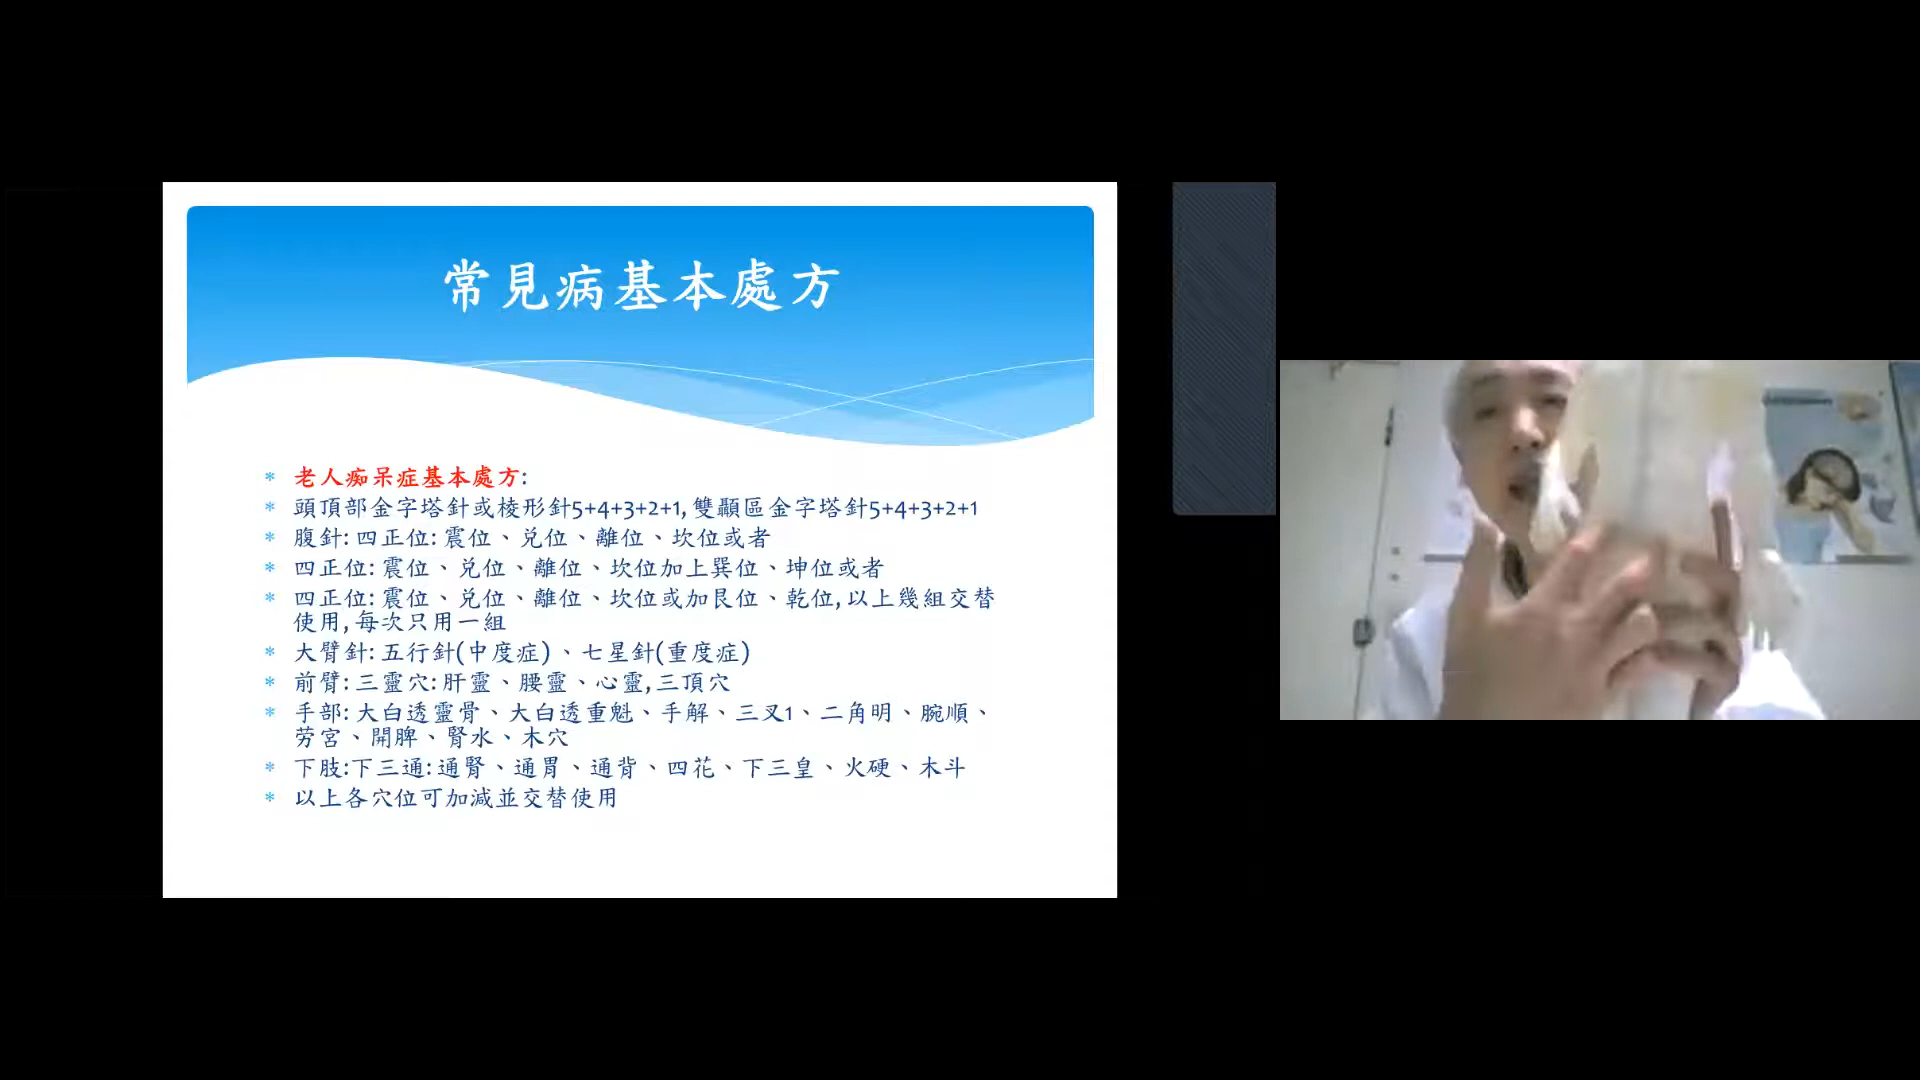 常見病基本處方
* 老人痴呆症基本處方:
* 頭頂部金字塔針或棱形針5+4+3+2+1,雙顳區金字塔針5+4+3+2+1
* 腹針:四正位:震位、兌位、離位、坎位或者
* 四正位:震位、兌位、離位、坎位加上巽位、坤位或者
* 四正位:震位、兌位、離位、坎位或加艮位、乾位,以上幾組交替
使用,每次只用一組
* 大臂針:五行針(中度症)、七星針(重度症)
* 前臂:三靈穴:肝靈、腰靈、心靈,三頂穴
* 手部:大白透靈骨、大白透重魁、手解、三叉1、二角明、腕順、
勞宮、開脾、腎水、木穴
* 下肢:下三通:通腎、通胃、通背、四花、下三皇、火硬、木斗
* 以上各穴位可加減並交替使用